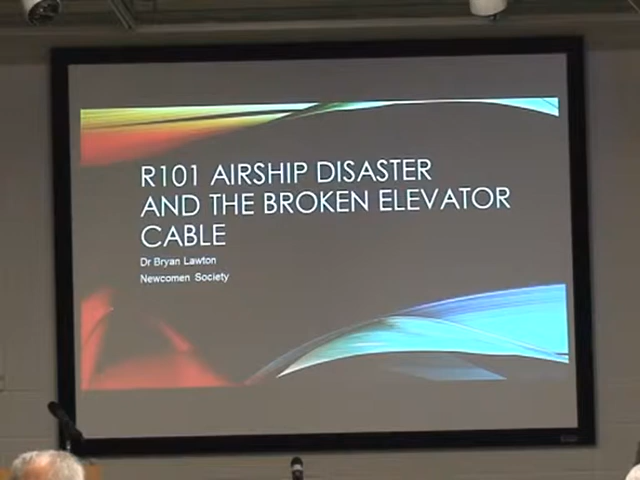 R101 AIRSHIP DISASTER
AND THE BROKEN ELEVATOR
CABLE
Dr Bryan Lawton
Newcomen Society